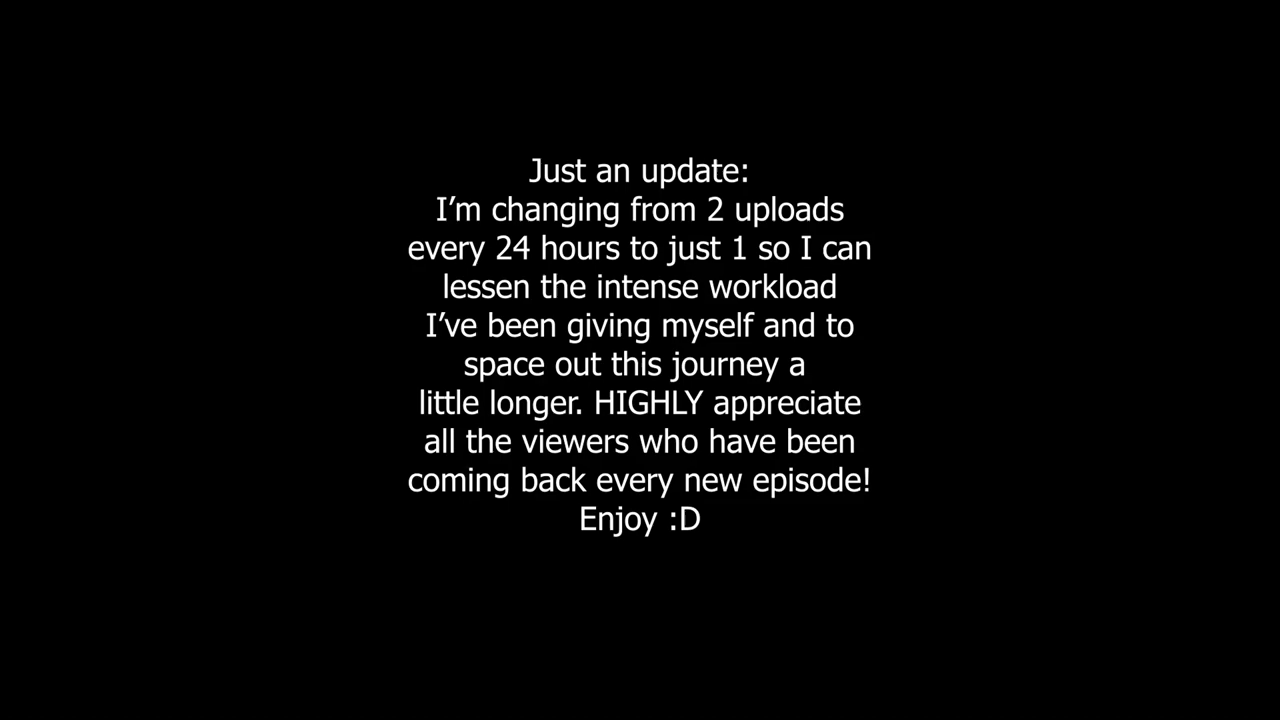 Just an update:
I’m changing from 2 uploads
every 24 hours to just 1 so I can
lessen the intense workload
I’ve been giving myself and to
space out this journey a
little longer. HIGHLY appreciate
all the viewers who have been
coming back every new episode!
Enjoy :D